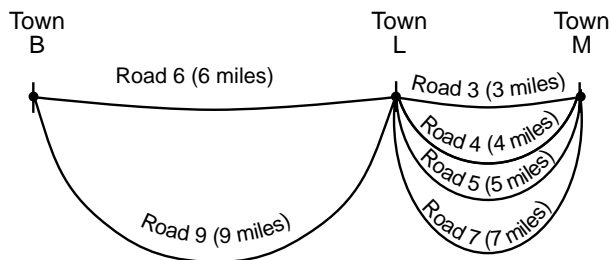 Town
B
Town
L
Town
M
Road 6 (6 miles)
Road 3 (3 miles)
Road 4 (4 miles)
Road 5 (5 miles)
Road 9 (9 miles)
Road 7 (7 miles)